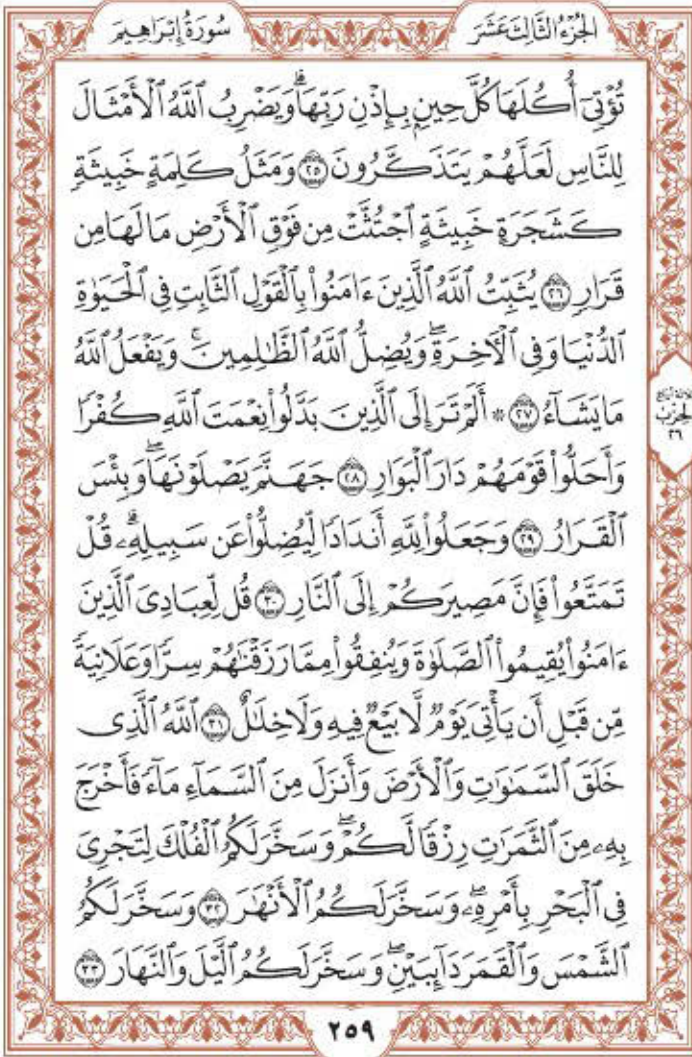 سُورَةُ إِبْرَاهِيمَ
الجُزْءُ الثَّالِثَ عَشَرَ
تُؤْتِىٓ أُكُلَهَا كُلَّ حِينٍۭ بِإِذْنِ رَبِّهَاۗ وَيَضْرِبُ ٱللَّهُ ٱلْأَمْثَالَ
لِلنَّاسِ لَعَلَّهُمْ يَتَذَكَّرُونَ ٢٥ وَمَثَلُ كَلِمَةٍ خَبِيثَةٍ
كَشَجَرَةٍ خَبِيثَةٍ ٱجْتُثَّتْ مِن فَوْقِ ٱلْأَرْضِ مَا لَهَا مِن
قَرَارٍ ٢٦ يُثَبِّتُ ٱللَّهُ ٱلَّذِينَ ءَامَنُوا۟ بِٱلْقَوْلِ ٱلثَّابِتِ فِى ٱلْحَيَوٰةِ
ٱلدُّنْيَا وَفِى ٱلْءَاخِرَةِۖ وَيُضِلُّ ٱللَّهُ ٱلظَّـٰلِمِينَۚ وَيَفْعَلُ ٱللَّهُ
مَا يَشَآءُ ٢٧ ۞ أَلَمْ تَرَ إِلَى ٱلَّذِينَ بَدَّلُوا۟ نِعْمَتَ ٱللَّهِ كُفْرًا
وَأَحَلُّوا۟ قَوْمَهُمْ دَارَ ٱلْبَوَارِ ٢٨ جَهَنَّمَ يَصْلَوْنَهَاۖ وَبِئْسَ
ٱلْقَرَارُ ٢٩ وَجَعَلُوا۟ لِلَّهِ أَندَادًا لِّيُضِلُّوا۟ عَن سَبِيلِهِۦۗ قُلْ
تَمَتَّعُوا۟ فَإِنَّ مَصِيرَكُمْ إِلَى ٱلنَّارِ ٣٠ قُل لِّعِبَادِىَ ٱلَّذِينَ
ءَامَنُوا۟ يُقِيمُوا۟ ٱلصَّلَوٰةَ وَيُنفِقُوا۟ مِمَّا رَزَقْنَـٰهُمْ سِرًّا وَعَلَانِيَةً
مِّن قَبْلِ أَن يَأْتِىَ يَوْمٌ لَّا بَيْعٌ فِيهِ وَلَا خِلَـٰلٌ ٣١ ٱللَّهُ ٱلَّذِى
خَلَقَ ٱلسَّمَـٰوَٰتِ وَٱلْأَرْضَ وَأَنزَلَ مِنَ ٱلسَّمَآءِ مَآءً فَأَخْرَجَ
بِهِۦ مِنَ ٱلثَّمَرَٰتِ رِزْقًا لَّكُمْۖ وَسَخَّرَ لَكُمُ ٱلْفُلْكَ لِتَجْرِىَ
فِى ٱلْبَحْرِ بِأَمْرِهِۦۖ وَسَخَّرَ لَكُمُ ٱلْأَنْهَـٰرَ ٣٢ وَسَخَّرَ لَكُمُ
ٱلشَّمْسَ وَٱلْقَمَرَ دَآئِبَيْنِۖ وَسَخَّرَ لَكُمُ ٱلَّيْلَ وَٱلنَّهَارَ ٣٣
الحِزْبِ
٢٦
٢٥٩